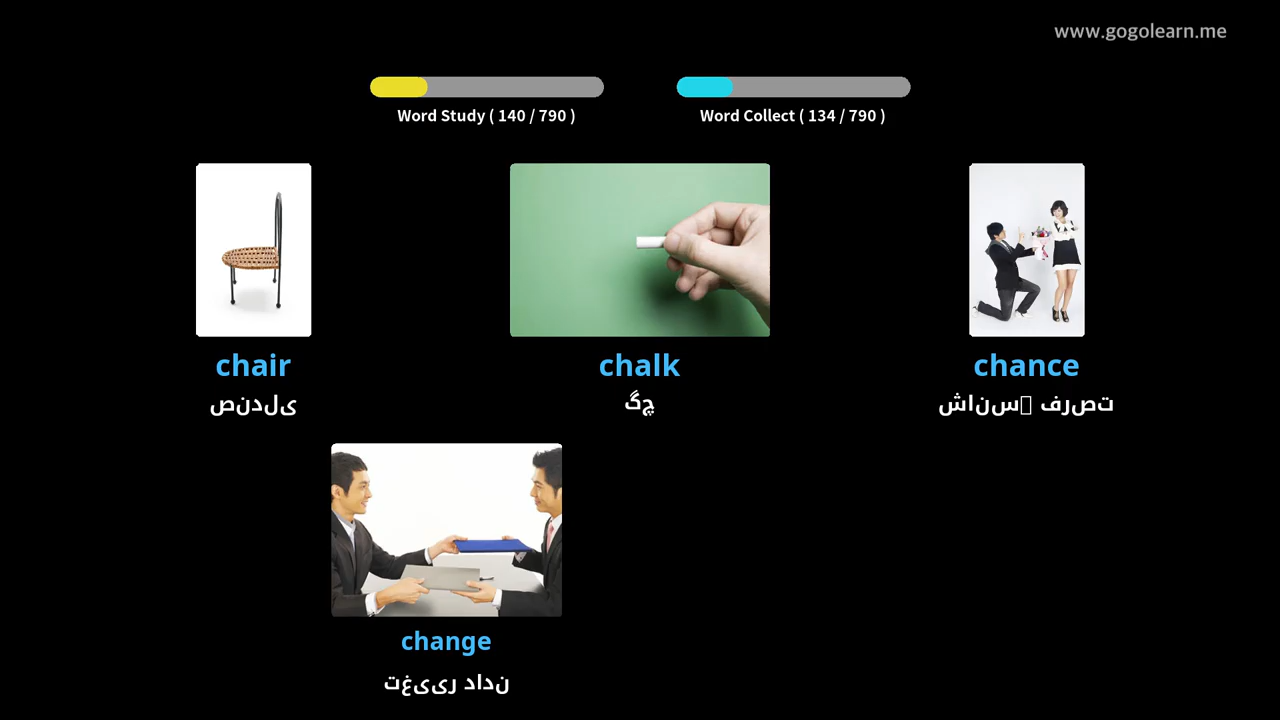 www.gogolearn.me
Word Study ( 140 / 790 )
Word Collect ( 134 / 790 )
chair
chalk
chance
صندلی
گچ
شانس فرصت
change
تغییر دادن